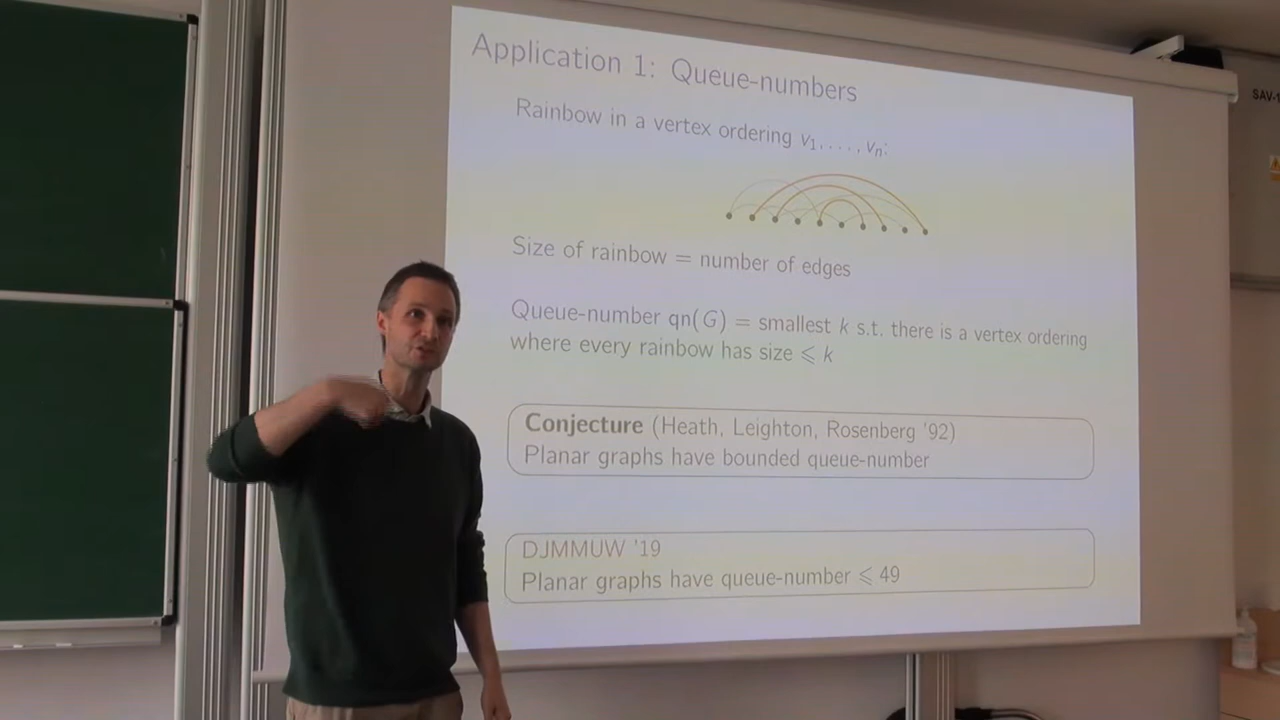 Application 1: Queue-numbers
Rainbow in a vertex ordering v₁, . . . , vₙ:
Size of rainbow = number of edges
Queue-number qn(G) = smallest k s.t. there is a vertex ordering
where every rainbow has size ⩽ k
Conjecture (Heath, Leighton, Rosenberg '92)
Planar graphs have bounded queue-number
DJMMUW '19
Planar graphs have queue-number ⩽ 49